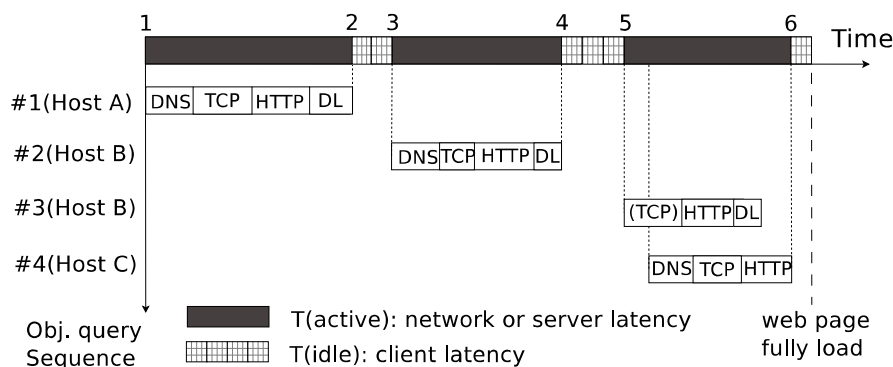 1 2 3 4 5 6
Time
#1(Host A) DNS TCP HTTP DL
#2(Host B) DNS TCP HTTP DL
#3(Host B) (TCP) HTTP DL
#4(Host C) DNS TCP HTTP
Obj. query
Sequence
T(active): network or server latency
T(idle): client latency
web page
fully load